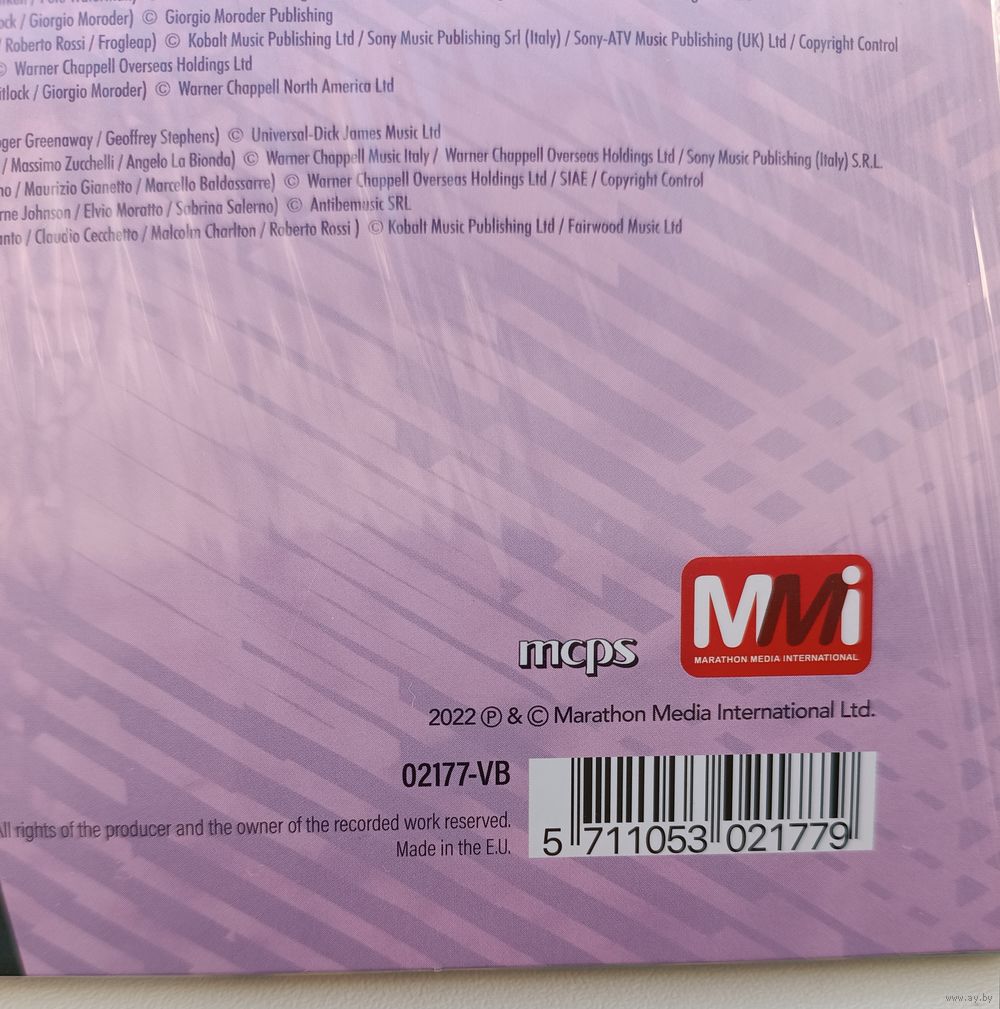 ock / Giorgio Moroder) © Giorgio Moroder Publishing
/ Roberto Rossi / Frogleap) © Kobalt Music Publishing Ltd / Sony Music Publishing Srl (Italy) / Sony-ATV Music Publishing (UK) Ltd / Copyright Control
© Warner Chappell Overseas Holdings Ltd
itlock / Giorgio Moroder) © Warner Chappell North America Ltd
oger Greenaway / Geoffrey Stephens) © Universal-Dick James Music Ltd
/ Massimo Zucchelli / Angelo La Bionda) © Warner Chappell Music Italy / Warner Chappell Overseas Holdings Ltd / Sony Music Publishing (Italy) S.R.L.
no / Maurizio Gianetto / Marcello Baldassarre) © Warner Chappell Overseas Holdings Ltd / SIAE / Copyright Control
rne Johnson / Elvio Moratto / Sabrina Salerno) © Antibemusic SRL
anto / Claudio Cecchetto / Malcolm Charlton / Roberto Rossi ) © Kobalt Music Publishing Ltd / Fairwood Music Ltd
MMi
MARATHON MEDIA INTERNATIONAL
mcps
2022 ℗ & © Marathon Media International Ltd.
02177-VB
All rights of the producer and the owner of the recorded work reserved.
Made in the E.U.
5 711053 021779
www.ay.by